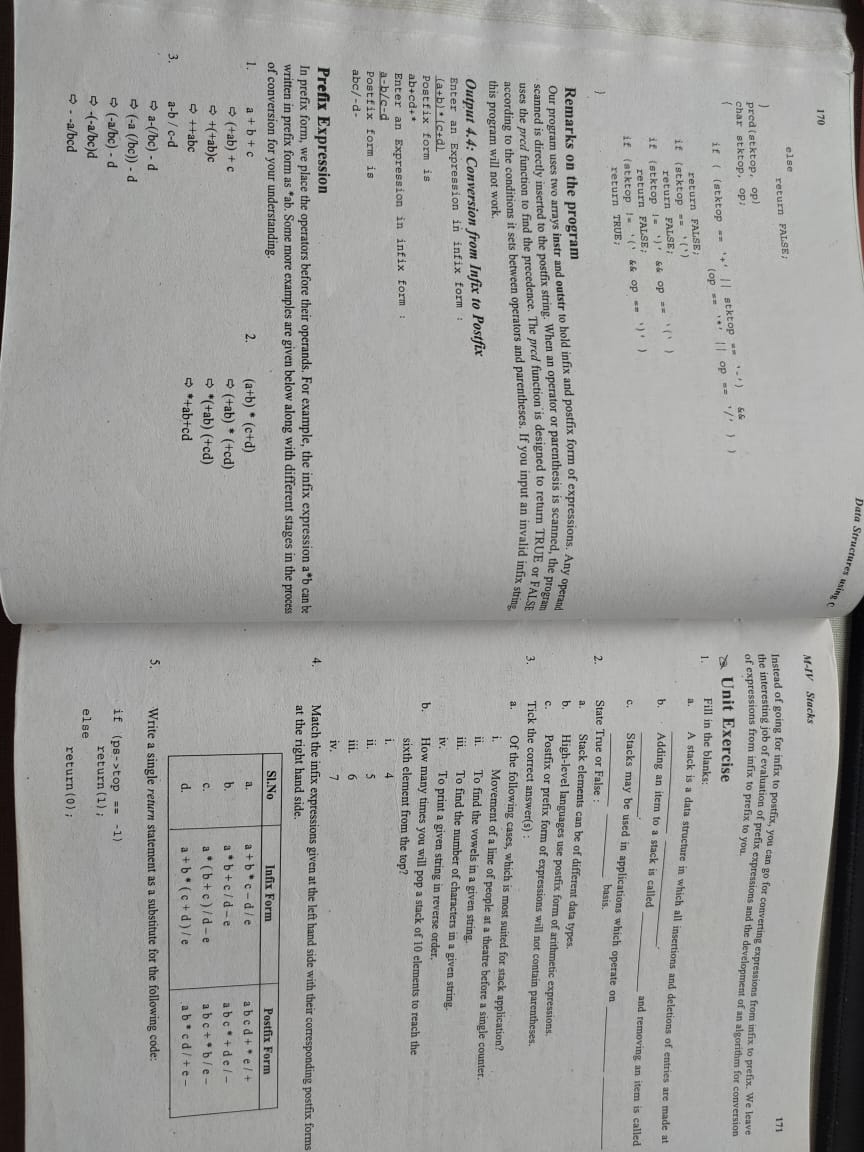 170
Data Structures using C
else
return FALSE;
}
prcd(stktop, op)
char stktop, op;
{
if ( (stktop == '+' || stktop == '-') &&
(op == '*' || op == '/' ) )
return FALSE;
if (stktop == '(')
return FALSE;
if (stktop != ')' && op == '(' )
return FALSE;
if (stktop != '(' && op == ')' )
return TRUE;
}
Remarks on the program
Our program uses two arrays instr and outstr to hold infix and postfix form of expressions. Any operand
scanned is directly inserted to the postfix string. When an operator or parenthesis is scanned, the program
uses the prcd function to find the precedence. The prcd function is designed to return TRUE or FALSE
according to the conditions it sets between operators and parentheses. If you input an invalid infix string,
this program will not work.
Output 4.4: Conversion from Infix to Postfix
Enter an Expression in infix form :
(a+b)*(c+d)
Postfix form is
ab+cd+*
Enter an Expression in infix form :
a-b/c-d
Postfix form is
abc/-d-
Prefix Expression
In prefix form, we place the operators before their operands. For example, the infix expression a*b can be
written in prefix form as *ab. Some more examples are given below along with different stages in the process
of conversion for your understanding.
1. a + b + c
⇨ (+ab) + c
⇨ +(+ab)c
⇨ ++abc
2. (a+b) * (c+d)
⇨ (+ab) * (+cd)
⇨ *(+ab) (+cd)
⇨ *+ab+cd
3. a-b / c-d
⇨ a-(/bc) - d
⇨ (-a (/bc)) - d
⇨ (-a/bc) - d
⇨ -(-a/bc)d
⇨ - -a/bcd
M-IV Stacks
171
Instead of going for infix to postfix, you can go for converting expressions from infix to prefix. We leave
the interesting job of evaluation of prefix expressions and the development of an algorithm for conversion
of expressions from infix to prefix to you.
Unit Exercise
1. Fill in the blanks:
a. A stack is a data structure in which all insertions and deletions of entries are made at
____________ ____________.
b. Adding an item to a stack is called ____________ and removing an item is called
____________.
c. Stacks may be used in applications which operate on ____________ ____________
____________ ____________ basis.
2. State True or False :
a. Stack elements can be of different data types.
b. High-level languages use postfix form of arithmetic expressions.
c. Postfix or prefix form of expressions will not contain parentheses.
3. Tick the correct answer(s) :
a. Of the following cases, which is most suited for stack application?
i. Movement of a line of people at a theatre before a single counter.
ii. To find the vowels in a given string.
iii. To find the number of characters in a given string.
iv. To print a given string in reverse order.
b. How many times you will pop a stack of 10 elements to reach the
sixth element from the top?
i. 4
ii. 5
iii. 6
iv. 7
4. Match the infix expressions given at the left hand side with their corresponding postfix forms
at the right hand side.
Sl.No Infix Form Postfix Form
a. a + b * c – d / e a b c d + * e / +
b. a * b + c / d – e a b c * + d e / –
c. a * ( b + c ) / d – e a b c + * b / e –
d. a + b * ( c + d ) / e a b * c d / + e –
5. Write a single return statement as a substitute for the following code:
if (ps->top == -1)
return(1);
else
return(0);